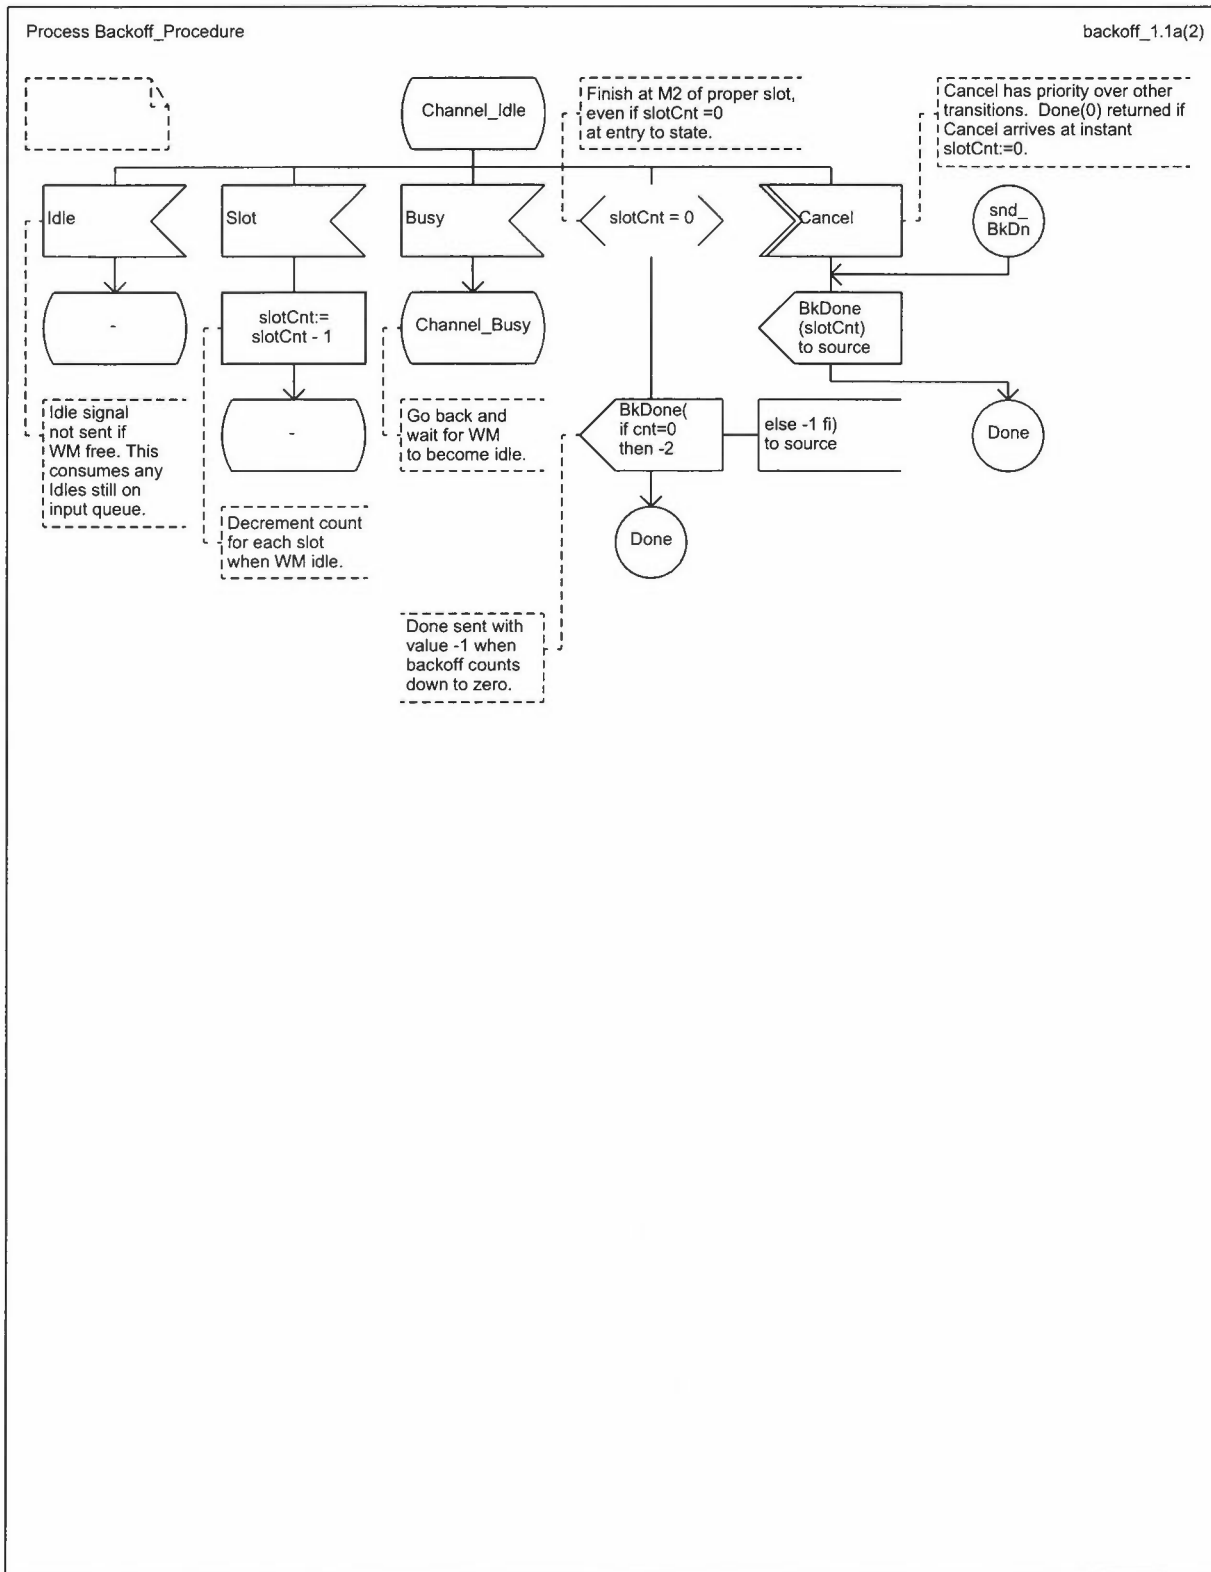 Process Backoff_Procedure
backoff_1.1a(2)
Channel_Idle
Finish at M2 of proper slot,
even if slotCnt =0
at entry to state.
Cancel has priority over other
transitions. Done(0) returned if
Cancel arrives at instant
slotCnt:=0.
Idle
Slot
Busy
slotCnt = 0
Cancel
snd_
BkDn
-
slotCnt:=
slotCnt - 1
Channel_Busy
BkDone
(slotCnt)
to source
Idle signal
not sent if
WM free. This
consumes any
Idles still on
input queue.
-
Go back and
wait for WM
to become idle.
BkDone(
if cnt=0
then -2
else -1 fi)
to source
Done
Decrement count
for each slot
when WM idle.
Done
Done sent with
value -1 when
backoff counts
down to zero.